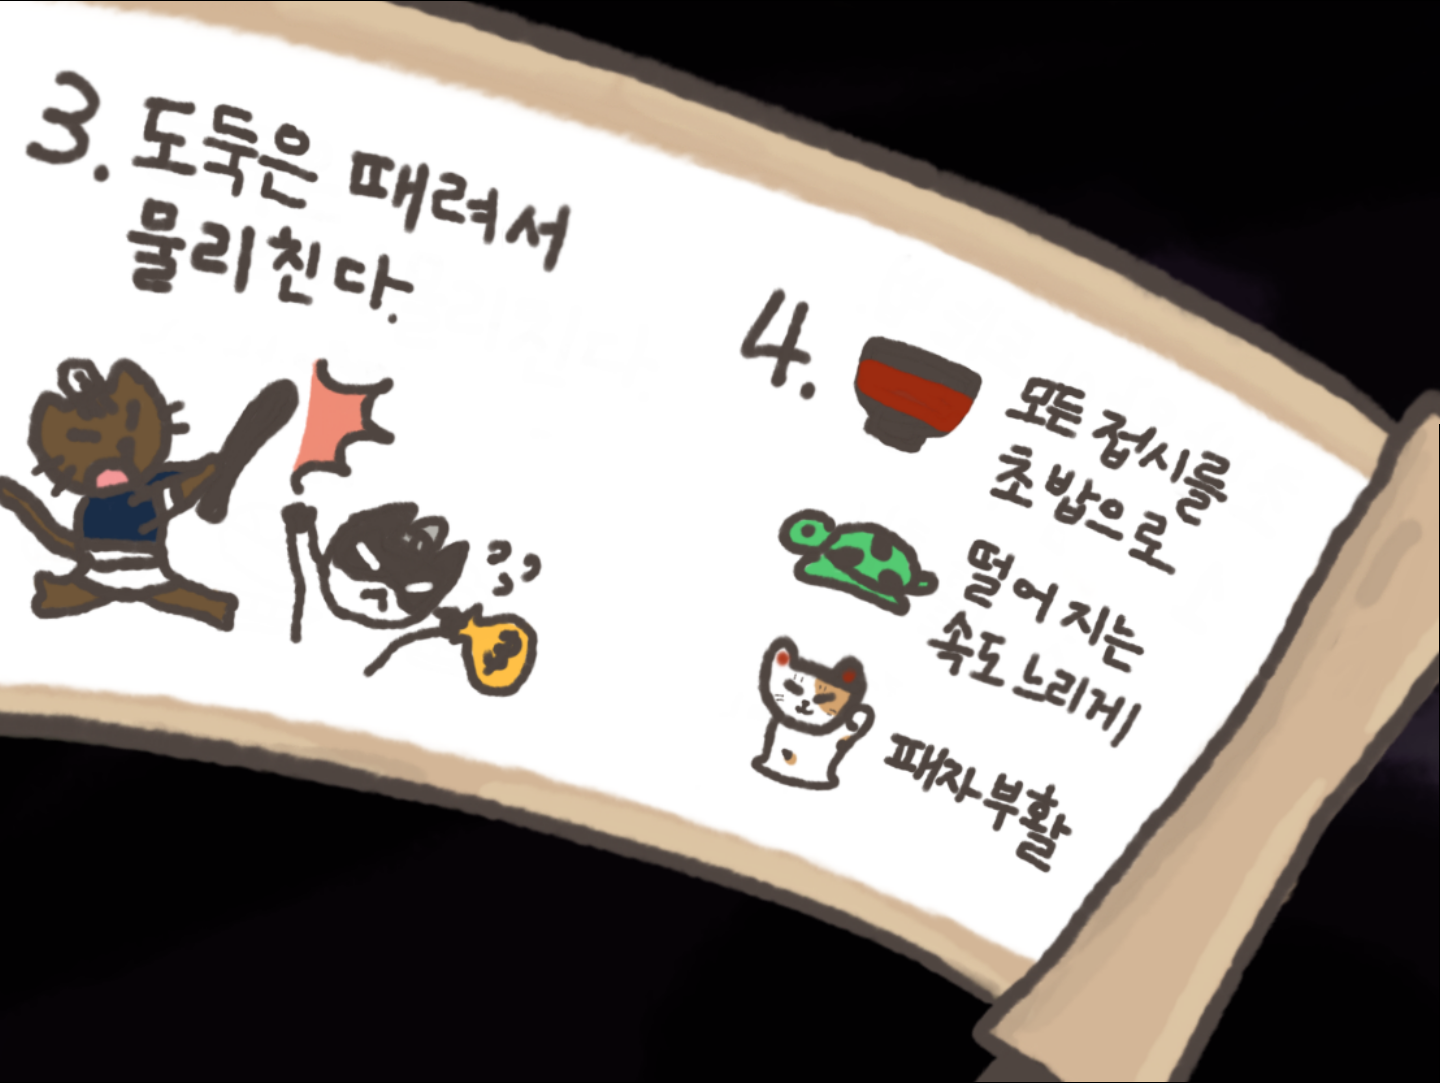 3. 도둑은 때려서
물리친다.
4. 모든 접시를
초밥으로
떨어지는
속도 느리게
패자부활